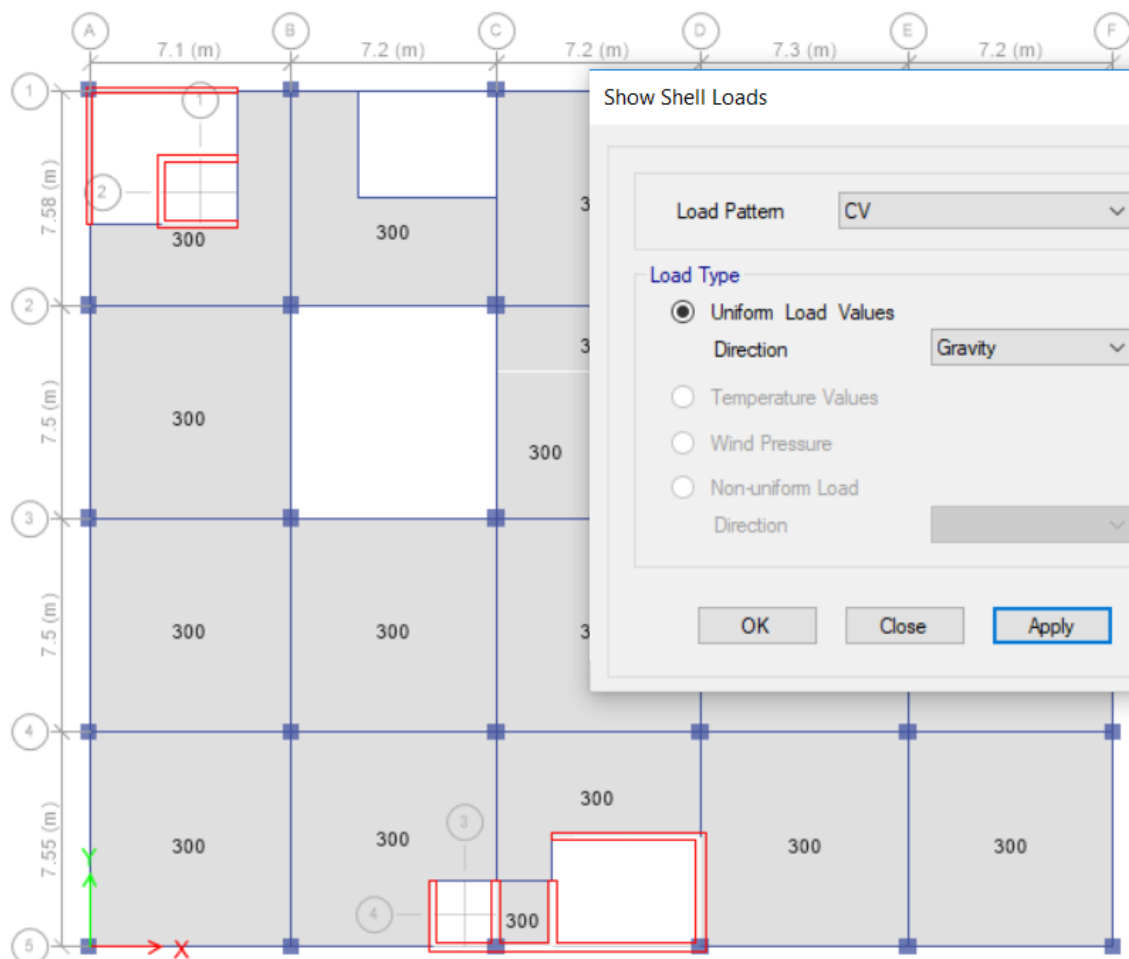 A B C D E F
7.1 (m) 7.2 (m) 7.2 (m) 7.3 (m) 7.2 (m)
1
1
Show Shell Loads
7.58 (m)
2
300
300
3
Load Pattern CV
Load Type
Uniform Load Values
Direction Gravity
Temperature Values
Wind Pressure
Non-uniform Load
Direction
OK Close Apply
2
3
7.5 (m)
300
300
3
7.5 (m)
300
300
3
4
7.55 (m)
300
300
3
300
300
300
4
300
Y
5
X